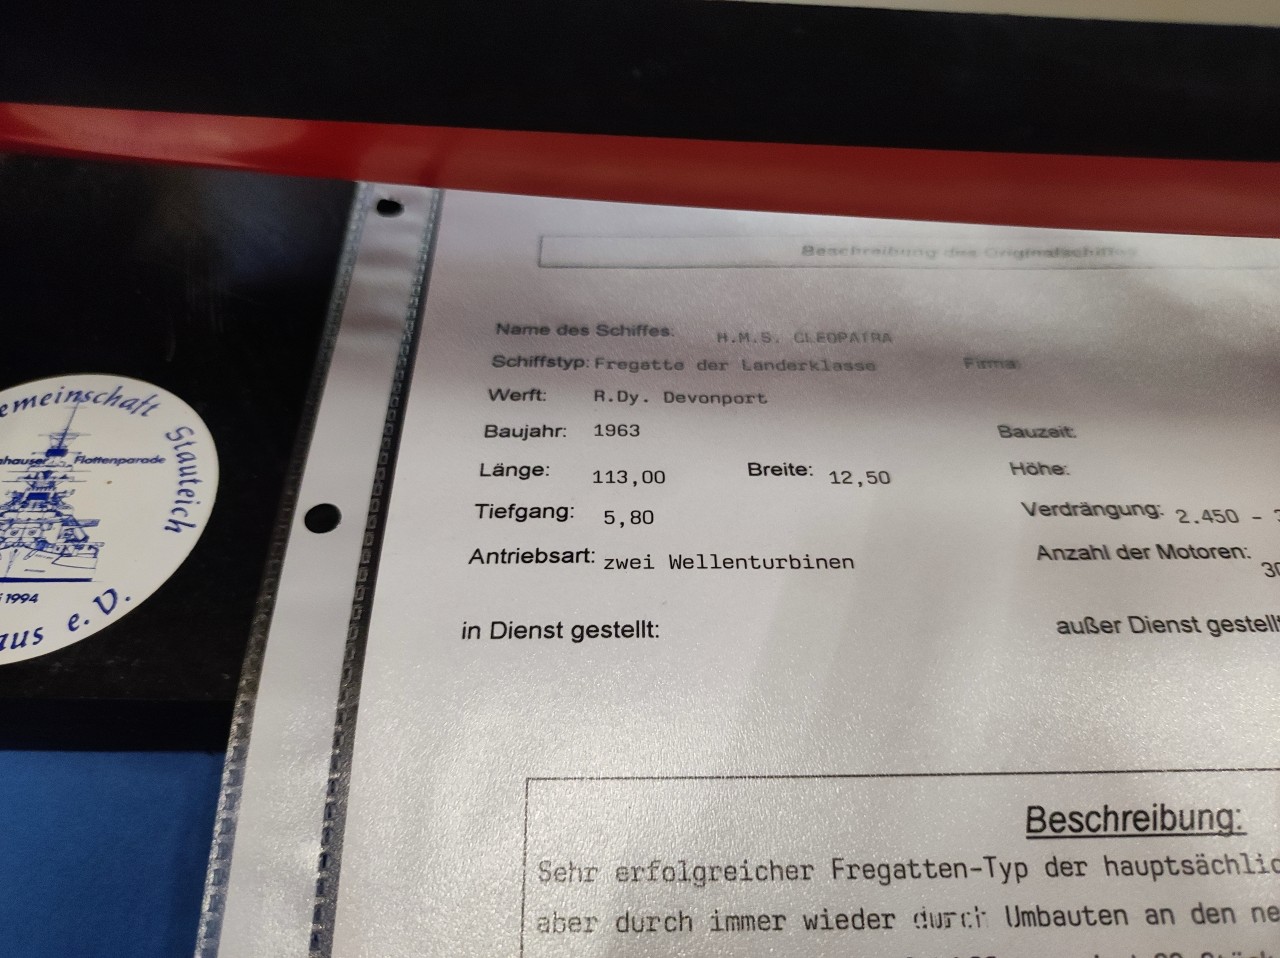 Beschreibung des Originalschiffes
Name des Schiffes: H.M.S. CLEOPATRA
Schiffstyp: Fregatte der Landerklasse Firma:
Werft: R.Dy. Devonport
Baujahr: 1963 Bauzeit:
Länge: 113,00 Breite: 12,50 Höhe:
Tiefgang: 5,80 Verdrängung: 2.450 -
Antriebsart: zwei Wellenturbinen Anzahl der Motoren:
30
in Dienst gestellt: außer Dienst gestellt
Beschreibung:
Sehr erfolgreicher Fregatten-Typ der hauptsächlic
aber durch immer wieder durch Umbauten an den ne
emeinschaft Stauteich
nhauser Flottenparade
i 1994
aus e.V.